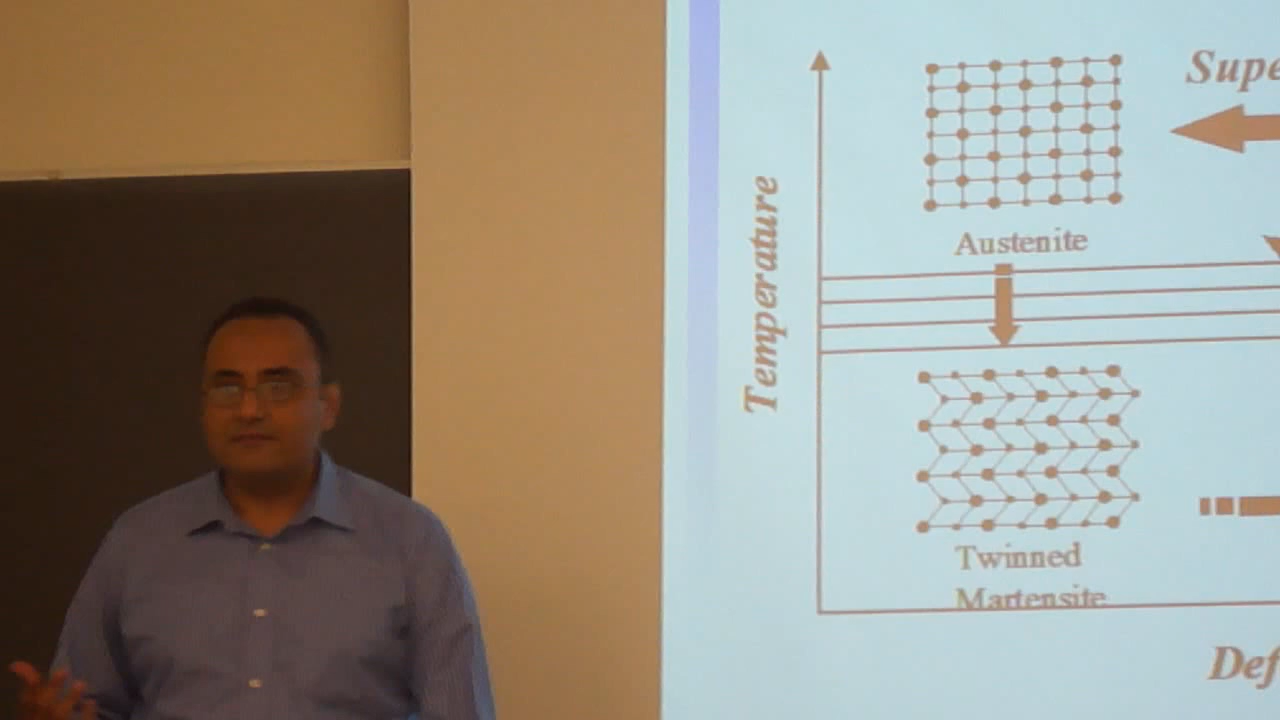 Supe
Temperature
Austenite
Twinned
Martensite
Def